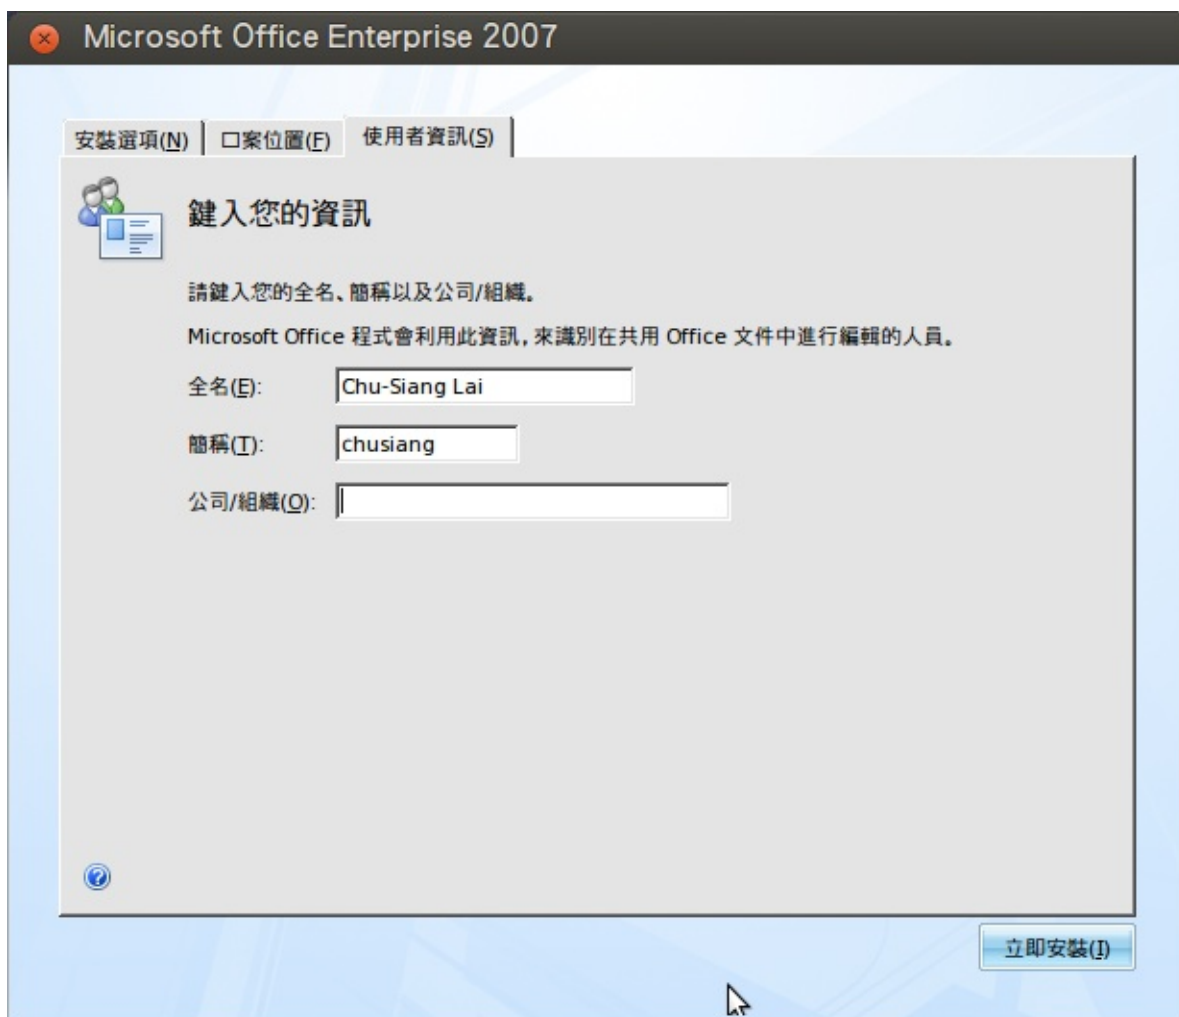 Microsoft Office Enterprise 2007
安裝選項(N) 口案位置(F) 使用者資訊(S)
鍵入您的資訊
請鍵入您的全名、簡稱以及公司/組織。
Microsoft Office 程式會利用此資訊，來識別在共用 Office 文件中進行編輯的人員。
全名(E): Chu-Siang Lai
簡稱(T): chusiang
公司/組織(O):
立即安裝(I)